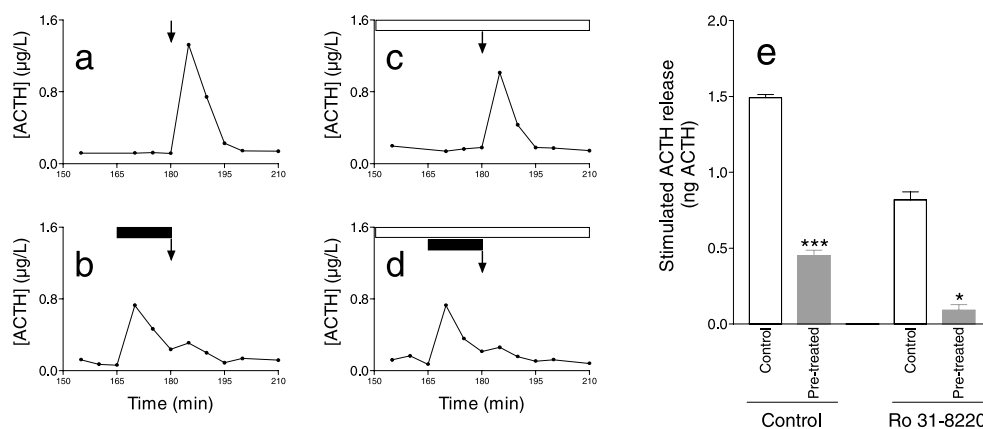 a
[ACTH] (μg/L)
1.6
0.8
0.0
150 165 180 195 210
c
[ACTH] (μg/L)
1.6
0.8
0.0
150 165 180 195 210
b
[ACTH] (μg/L)
1.6
0.8
0.0
150 165 180 195 210
Time (min)
d
[ACTH] (μg/L)
1.6
0.8
0.0
150 165 180 195 210
Time (min)
e
Stimulated ACTH release
(ng ACTH)
2.0
1.5
1.0
0.5
0.0
***
*
Control Pre-treated Control Pre-treated
Control Ro 31-8220